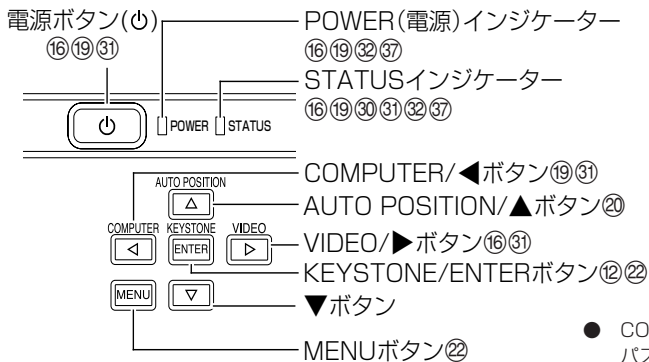 電源ボタン(⏻)
⑯⑲㉛
POWER(電源)インジケーター
⑯⑲㉜㊲
STATUSインジケーター
⑯⑲㉚㉛㉜㊲
POWER STATUS
COMPUTER/◀ボタン⑲㉛
AUTO POSITION
AUTO POSITION/▲ボタン⑳
COMPUTER KEYSTONE VIDEO
ENTER
VIDEO/▶ボタン⑯㉛
KEYSTONE/ENTERボタン⑫㉒
MENU
▼ボタン
MENUボタン㉒
● CO
パス